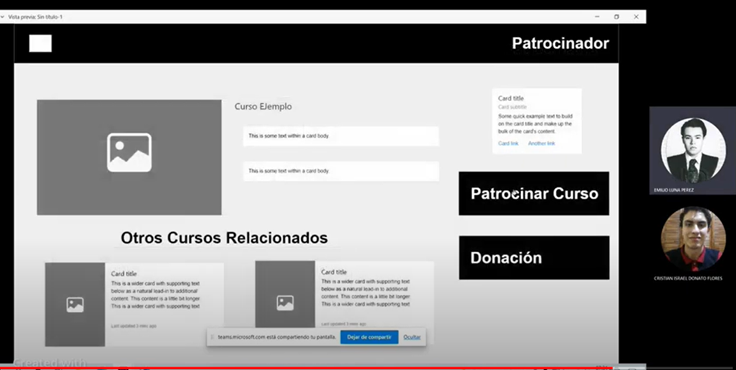 Vista previa: Sin título 1
Patrocinador
Curso Ejemplo
This is some text within a card body.
This is some text within a card body.
Card title
Card subtitle
Some quick example text to build
on the card title and make up the
bulk of the card's content.
Card link Another link
Patrocinar Curso
Donación
Otros Cursos Relacionados
Card title
This is a wider card with supporting text
below as a natural lead-in to additional
content. This content is a little bit longer.
This is a wider card with supporting text
Last updated 3 mins ago
Card title
This is a wider card with supporting text
below as a natural lead-in to additional
content. This content is a little bit longer.
This is a wider card with supporting text
teams.microsoft.com está compartiendo tu pantalla.
Dejar de compartir
Ocultar
Created with
EMILIO LUNA PEREZ
CRISTIAN ISRAEL DONATO FLORES